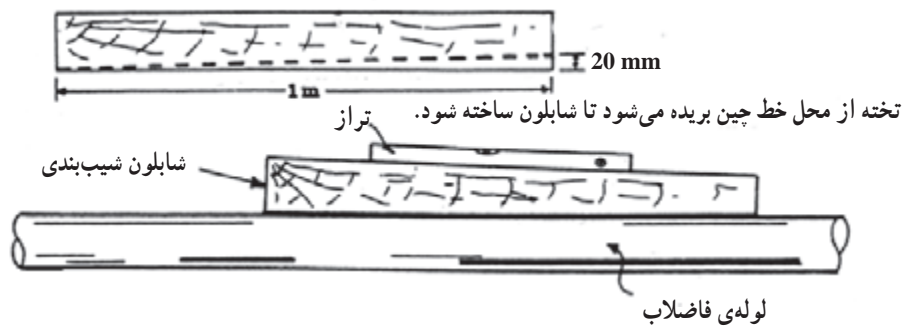 20 mm
1 m
تخته از محل خط چین بریده می‌شود تا شابلون ساخته شود.
تراز
شابلون شیب‌بندی
لوله‌ی فاضلاب